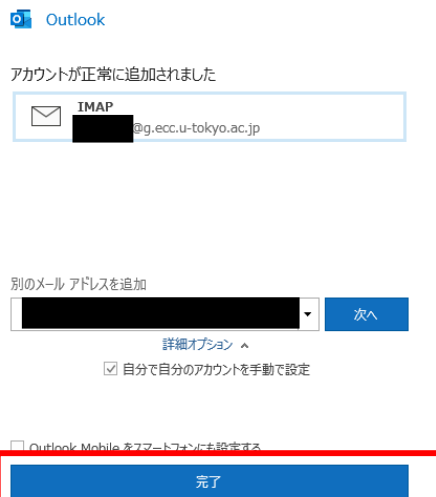 Outlook
アカウントが正常に追加されました
IMAP
@g.ecc.u-tokyo.ac.jp
別のメール アドレスを追加
次へ
詳細オプション
自分で自分のアカウントを手動で設定
Outlook Mobile をスマートフォンにも設定する
完了